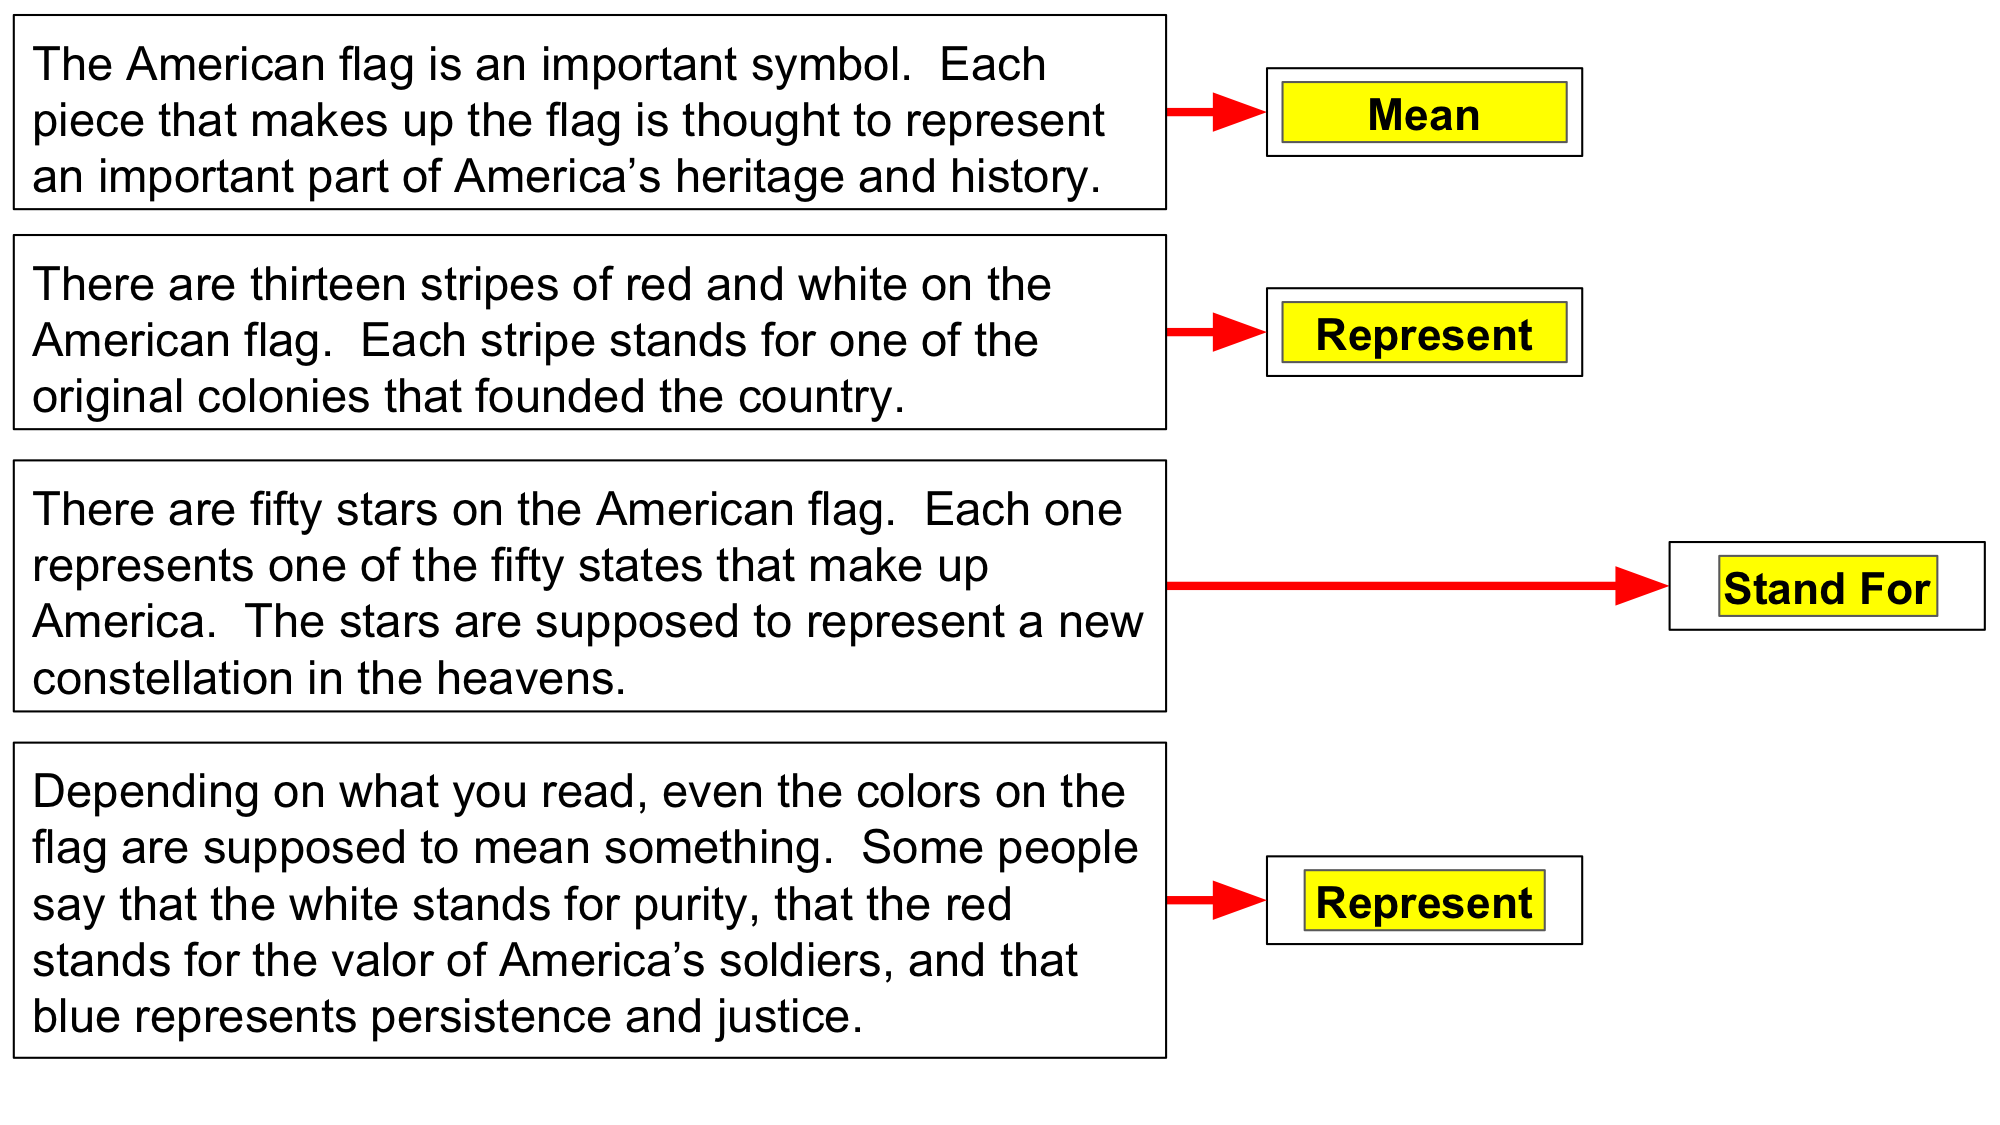 The American flag is an important symbol.  Each
piece that makes up the flag is thought to represent
an important part of America’s heritage and history.
Mean
There are thirteen stripes of red and white on the
American flag.  Each stripe stands for one of the
original colonies that founded the country.
Represent
There are fifty stars on the American flag.  Each one
represents one of the fifty states that make up
America.  The stars are supposed to represent a new
constellation in the heavens.
Stand For
Depending on what you read, even the colors on the
flag are supposed to mean something.  Some people
say that the white stands for purity, that the red
stands for the valor of America’s soldiers, and that
blue represents persistence and justice.
Represent